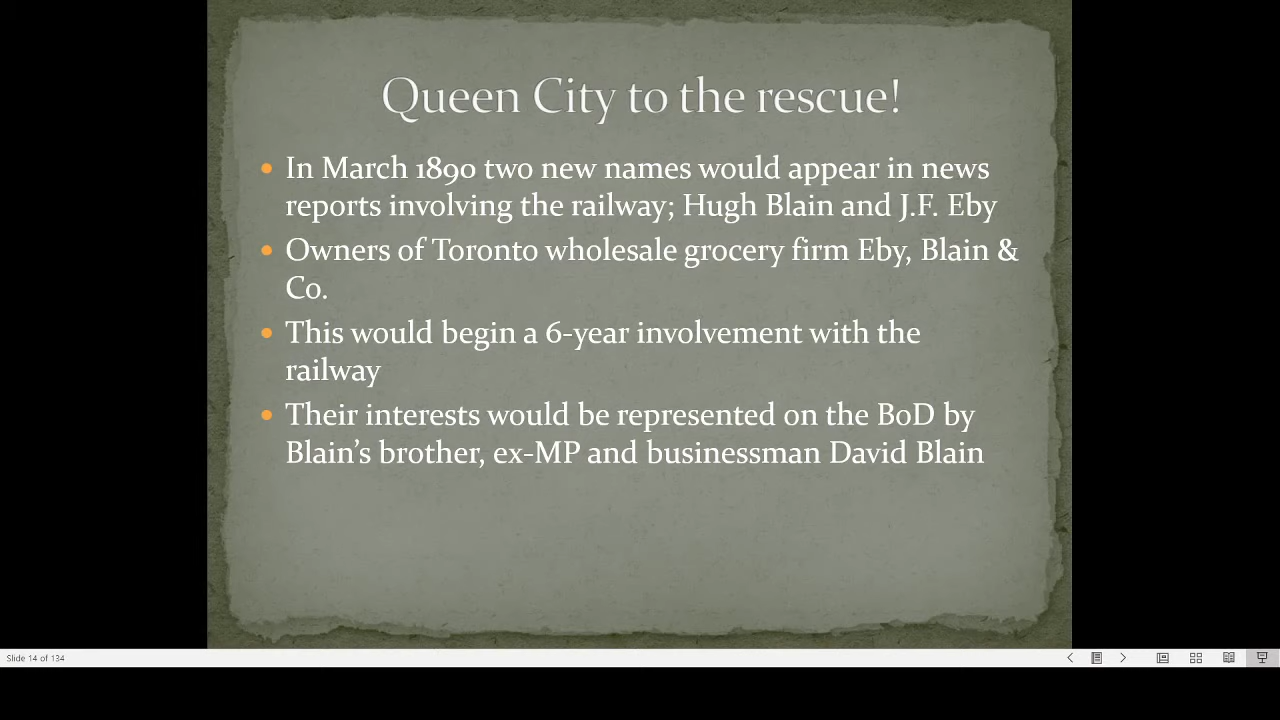 Queen City to the rescue!
In March 1890 two new names would appear in news
reports involving the railway; Hugh Blain and J.F. Eby
Owners of Toronto wholesale grocery firm Eby, Blain &
Co.
This would begin a 6-year involvement with the
railway
Their interests would be represented on the BoD by
Blain’s brother, ex-MP and businessman David Blain
Slide 14 of 134